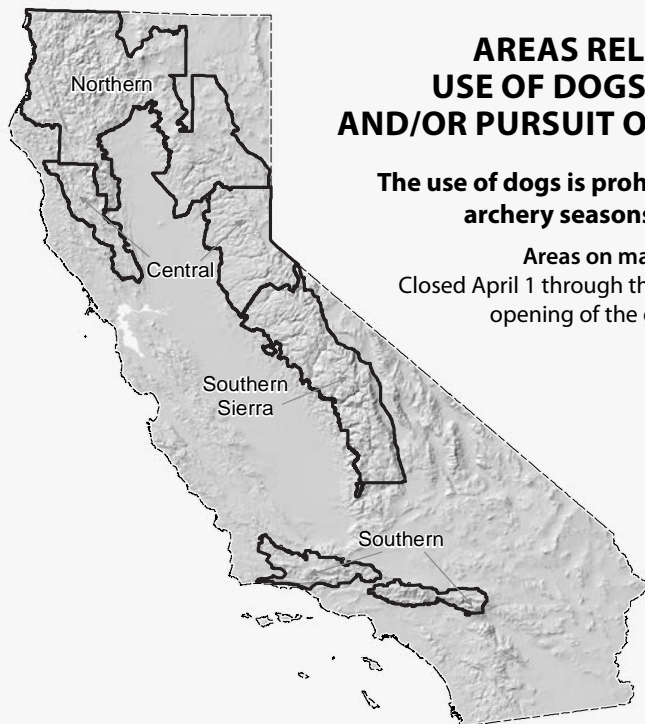 AREAS REL
USE OF DOGS
AND/OR PURSUIT O
The use of dogs is proh
archery seasons
Areas on ma
Closed April 1 through th
opening of the
Northern
Central
Southern
Sierra
Southern